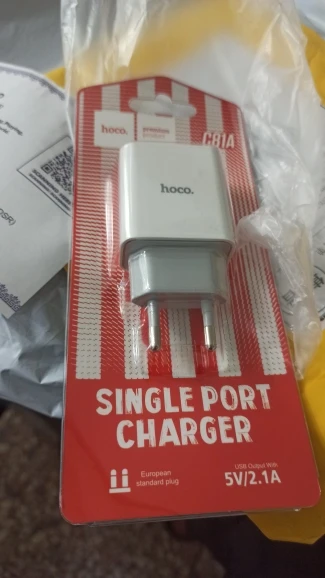 hoco.
C81A
hoco.
SINGLE PORT
CHARGER
European
standard plug
USB Output With
5V/2.1A